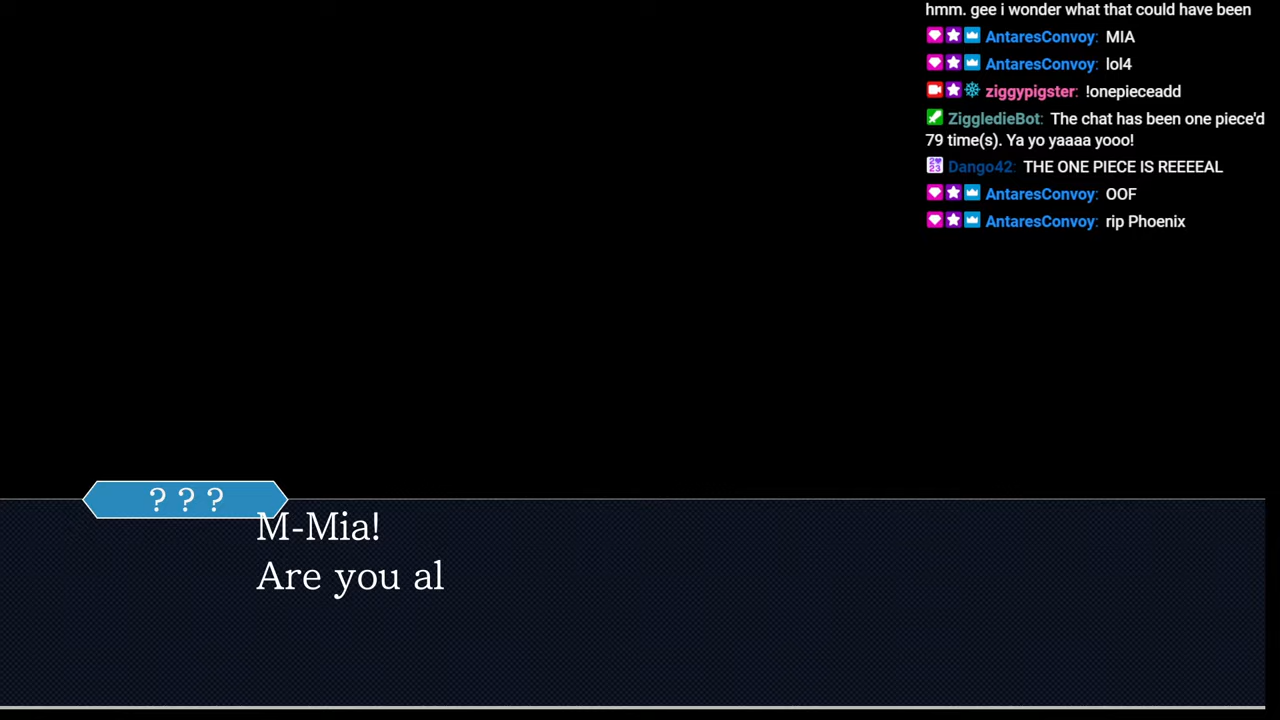 hmm. gee i wonder what that could have been
AntaresConvoy: MIA
AntaresConvoy: lol4
ziggypigster: !onepieceadd
ZiggledieBot: The chat has been one piece'd
79 time(s). Ya yo yaaaa yooo!
Dango42: THE ONE PIECE IS REEEEAL
AntaresConvoy: OOF
AntaresConvoy: rip Phoenix
? ? ?
M-Mia!
Are you al